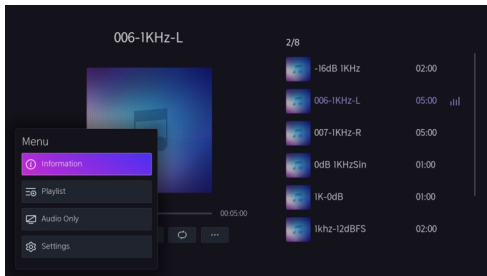 006-1KHz-L
2/8
-16dB 1KHz 02:00
006-1KHz-L 05:00
007-1KHz-R 05:00
0dB 1KHzSin 01:00
1K-0dB 01:00
1khz-12dBFS 02:00
Menu
Information
Playlist
Audio Only
Settings
00:05:00